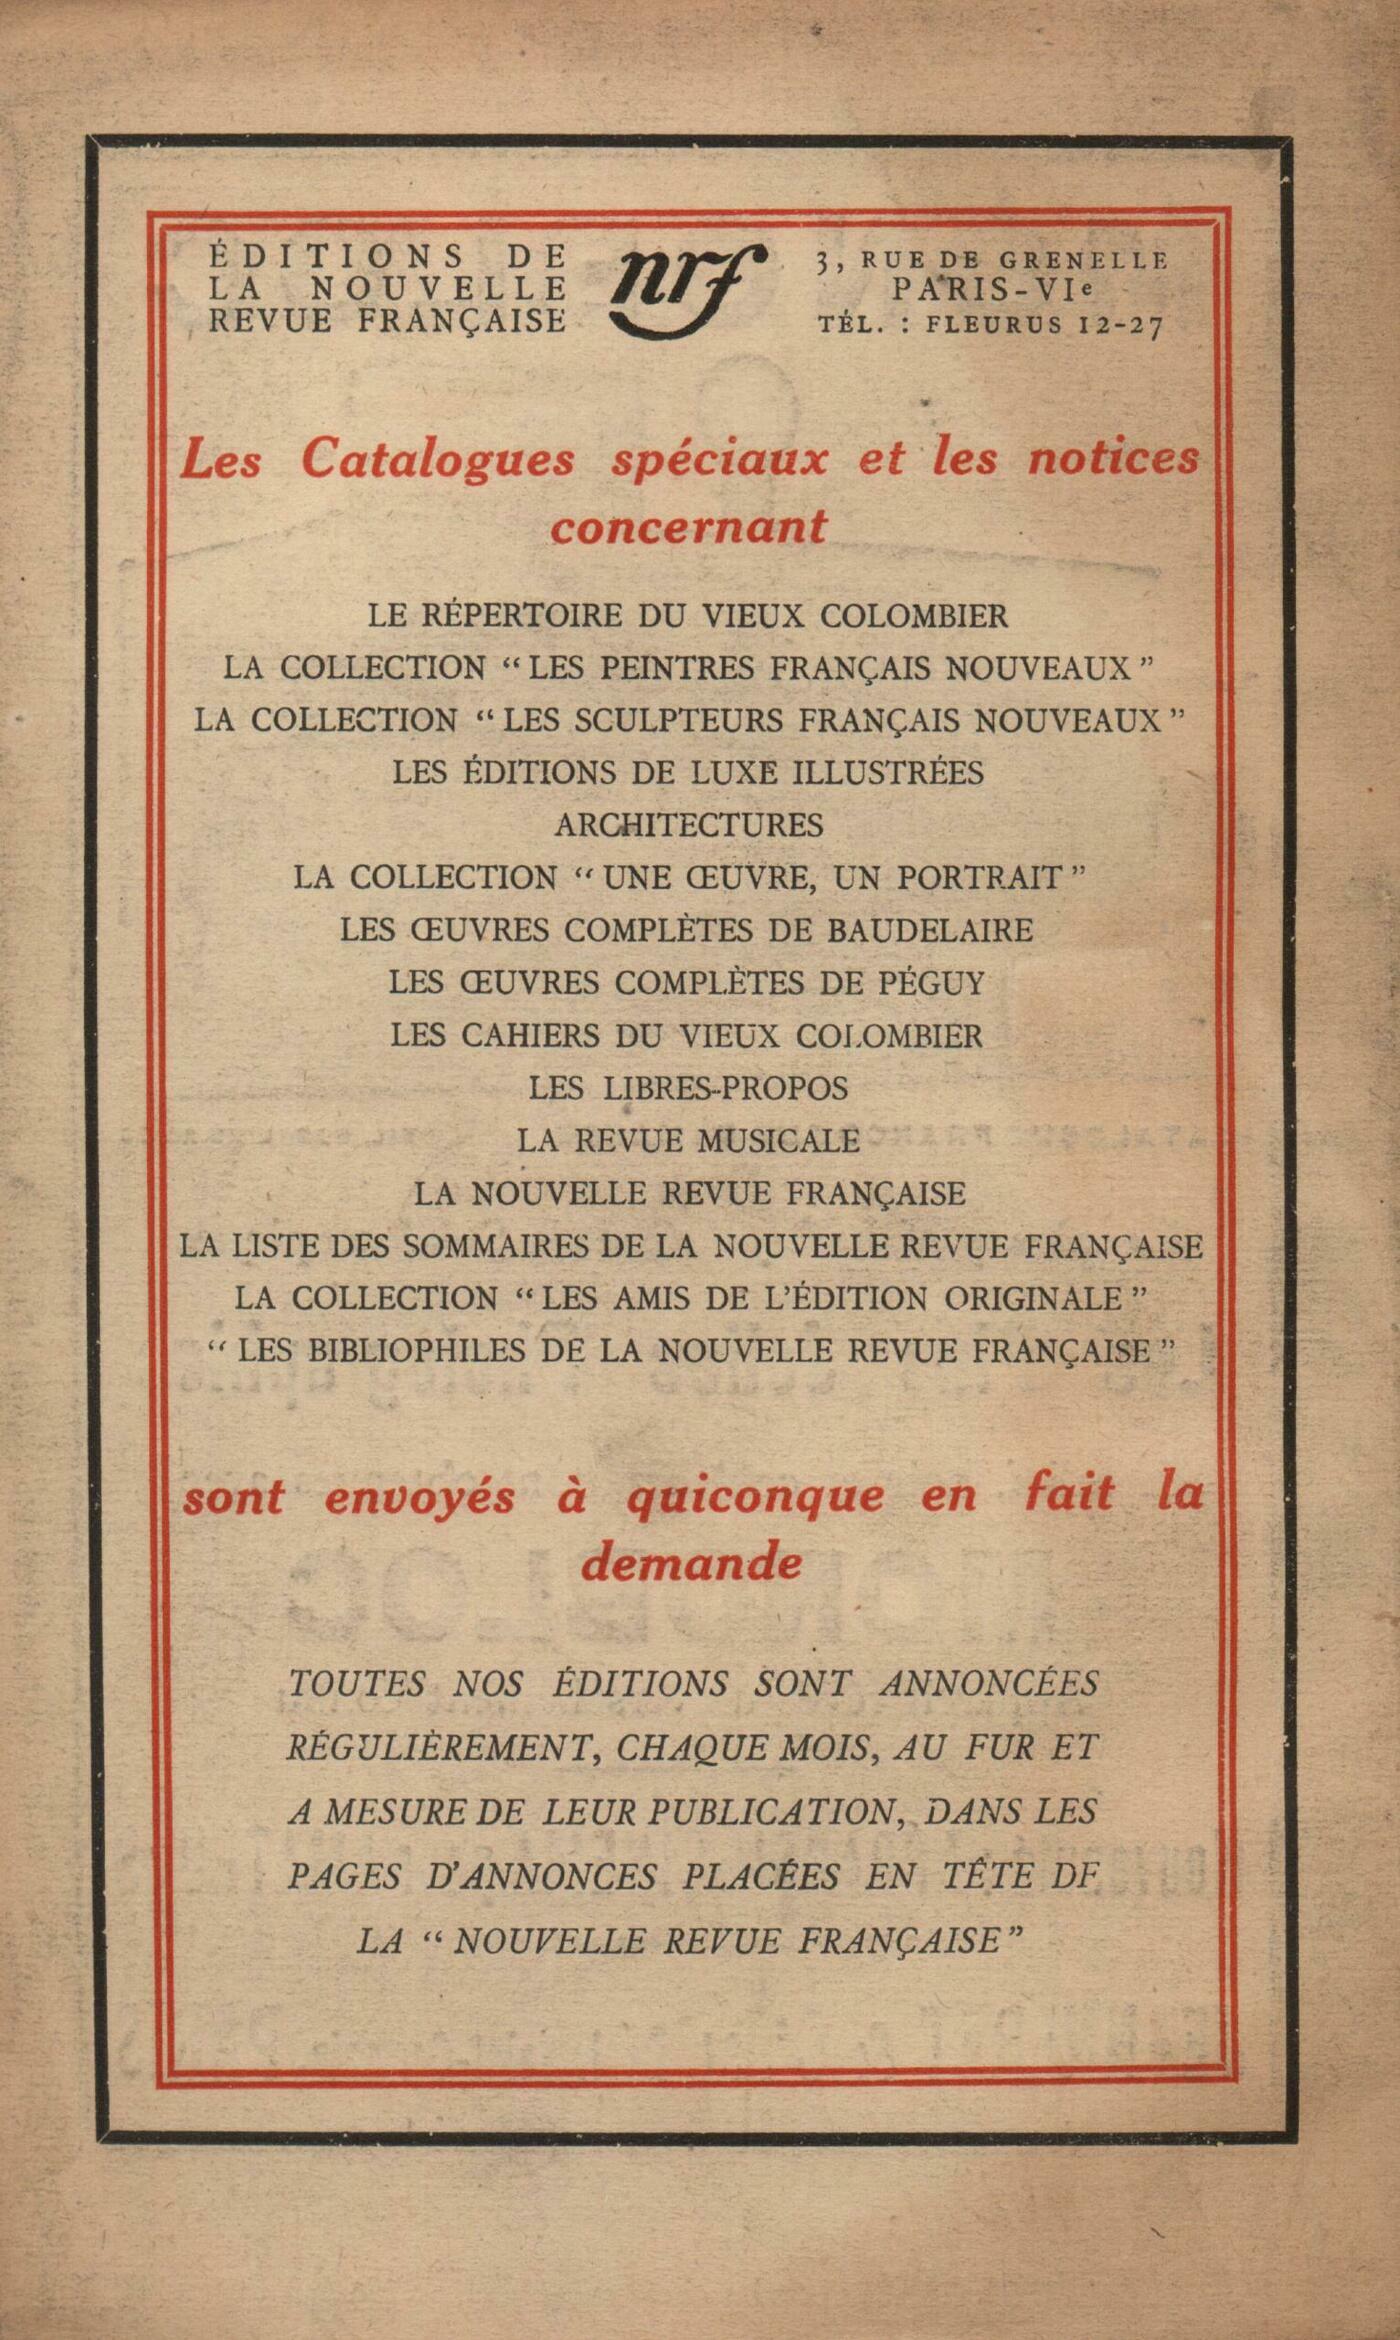 ÉDITIONS DE
LA NOUVELLE
REVUE FRANÇAISE
nrf
3, RUE DE GRENELLE
PARIS-VIe
TÉL. : FLEURUS 12-27
Les Catalogues spéciaux et les notices
concernant
LE RÉPERTOIRE DU VIEUX COLOMBIER
LA COLLECTION “ LES PEINTRES FRANÇAIS NOUVEAUX ”
LA COLLECTION “ LES SCULPTEURS FRANÇAIS NOUVEAUX ”
LES ÉDITIONS DE LUXE ILLUSTRÉES
ARCHITECTURES
LA COLLECTION “ UNE ŒUVRE, UN PORTRAIT ”
LES ŒUVRES COMPLÈTES DE BAUDELAIRE
LES ŒUVRES COMPLÈTES DE PÉGUY
LES CAHIERS DU VIEUX COLOMBIER
LES LIBRES-PROPOS
LA REVUE MUSICALE
LA NOUVELLE REVUE FRANÇAISE
LA LISTE DES SOMMAIRES DE LA NOUVELLE REVUE FRANÇAISE
LA COLLECTION “ LES AMIS DE L’ÉDITION ORIGINALE ”
“ LES BIBLIOPHILES DE LA NOUVELLE REVUE FRANÇAISE ”
sont envoyés à quiconque en fait la
demande
TOUTES NOS ÉDITIONS SONT ANNONCÉES
RÉGULIÈREMENT, CHAQUE MOIS, AU FUR ET
A MESURE DE LEUR PUBLICATION, DANS LES
PAGES D’ANNONCES PLACÉES EN TÊTE DE
LA “ NOUVELLE REVUE FRANÇAISE ”